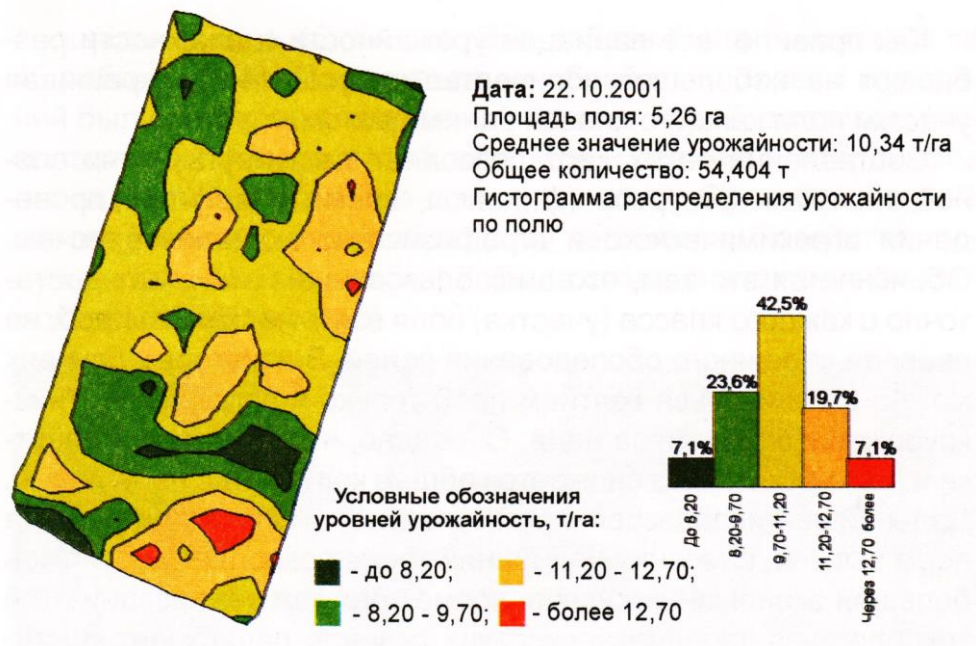 Дата: 22.10.2001
Площадь поля: 5,26 га
Среднее значение урожайности: 10,34 т/га
Общее количество: 54,404 т
Гистограмма распределения урожайности
по полю
42,5%
23,6%
19,7%
7,1%
7,1%
До 8,20
8,20-9,70
9,70-11,20
11,20-12,70
Через 12,70 более
Условные обозначения
уровней урожайность, т/га:
- до 8,20;
- 11,20 - 12,70;
- 8,20 - 9,70;
- более 12,70